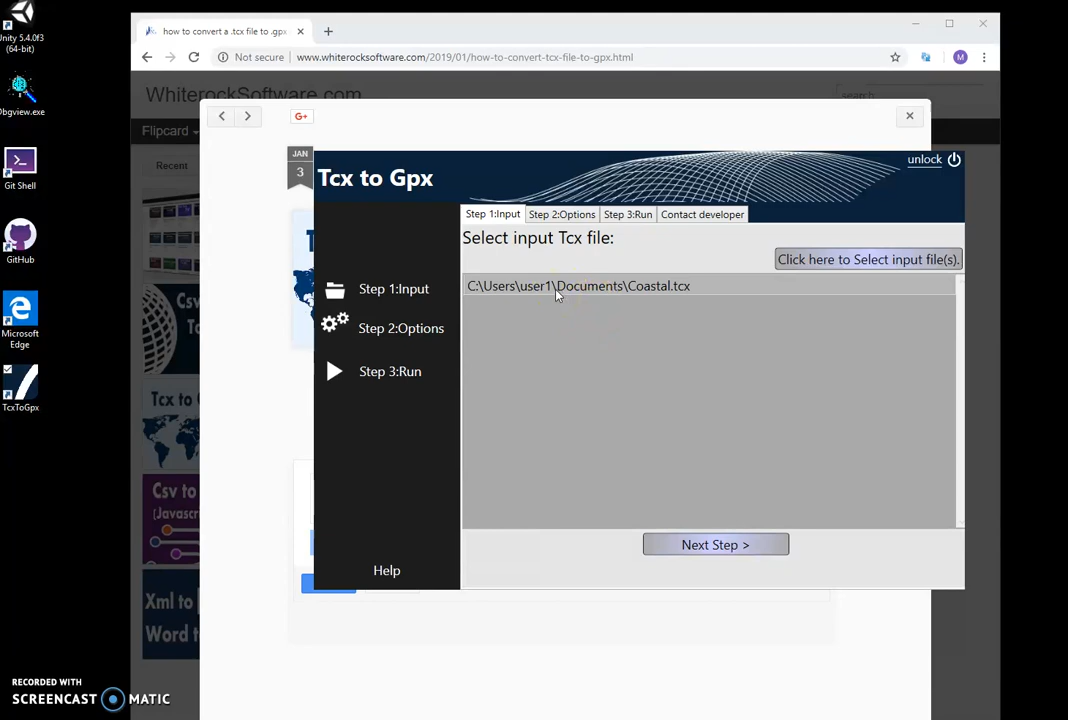 Unity 5.4.0f3
(64-bit)
Dbgview.exe
Git Shell
GitHub
Microsoft
Edge
TcxToGpx
how to convert a .tcx file to .gpx
Not secure
www.whiterocksoftware.com/2019/01/how-to-convert-tcx-file-to-gpx.html
M
WhiterockSoftware.com
search
Flipcard
Recent
Csv
To
Tcx to G
Csv t
(Javasc
Xml to
Word t
G+
JAN
3
Tcx to Gpx
unlock
Step 1:Input
Step 2:Options
Step 3:Run
Contact developer
Select input Tcx file:
Click here to Select input file(s).
C:\Users\user1\Documents\Coastal.tcx
Step 1:Input
Step 2:Options
Step 3:Run
Help
Next Step >
RECORDED WITH
SCREENCAST MATIC